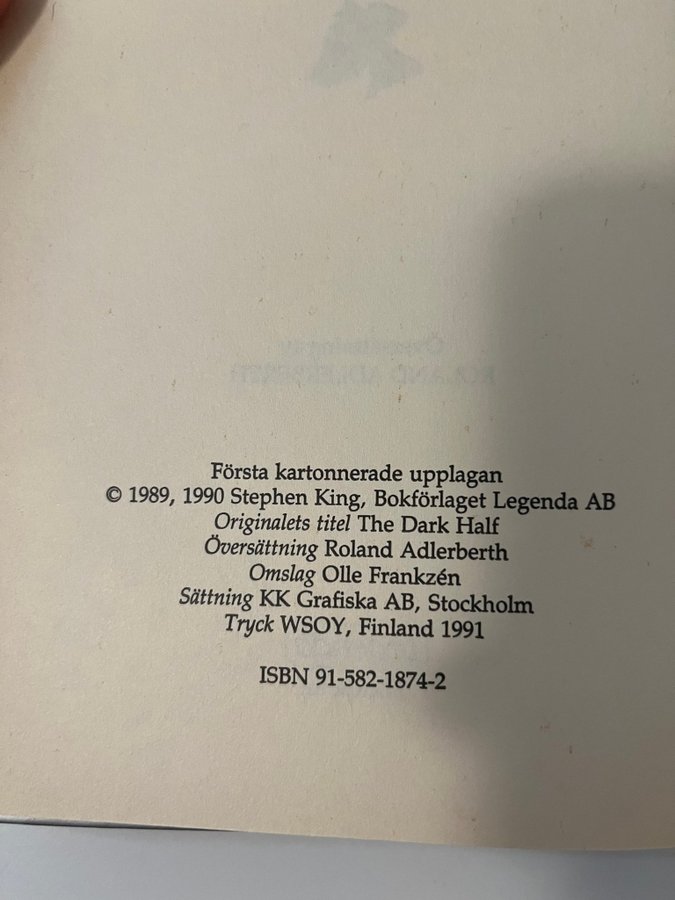 Första kartonnerade upplagan
© 1989, 1990 Stephen King, Bokförlaget Legenda AB
Originalets titel The Dark Half
Översättning Roland Adlerberth
Omslag Olle Frankzén
Sättning KK Grafiska AB, Stockholm
Tryck WSOY, Finland 1991
ISBN 91-582-1874-2